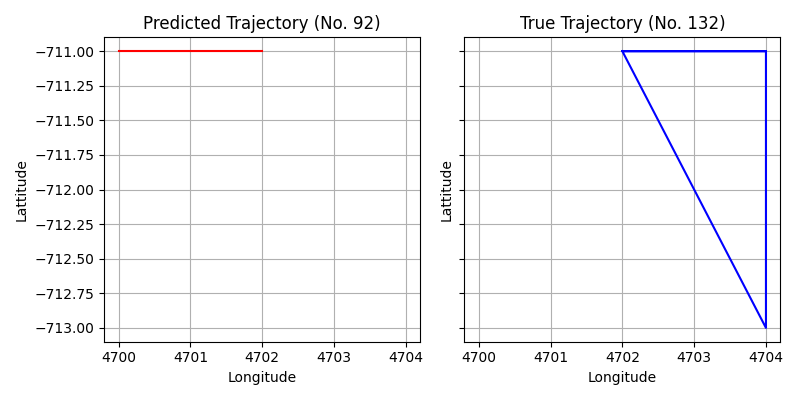 Predicted Trajectory (No. 92)
True Trajectory (No. 132)
−711.00
−711.25
−711.50
−711.75
−712.00
−712.25
−712.50
−712.75
−713.00
Lattitude
Lattitude
4700 4701 4702 4703 4704
4700 4701 4702 4703 4704
Longitude
Longitude